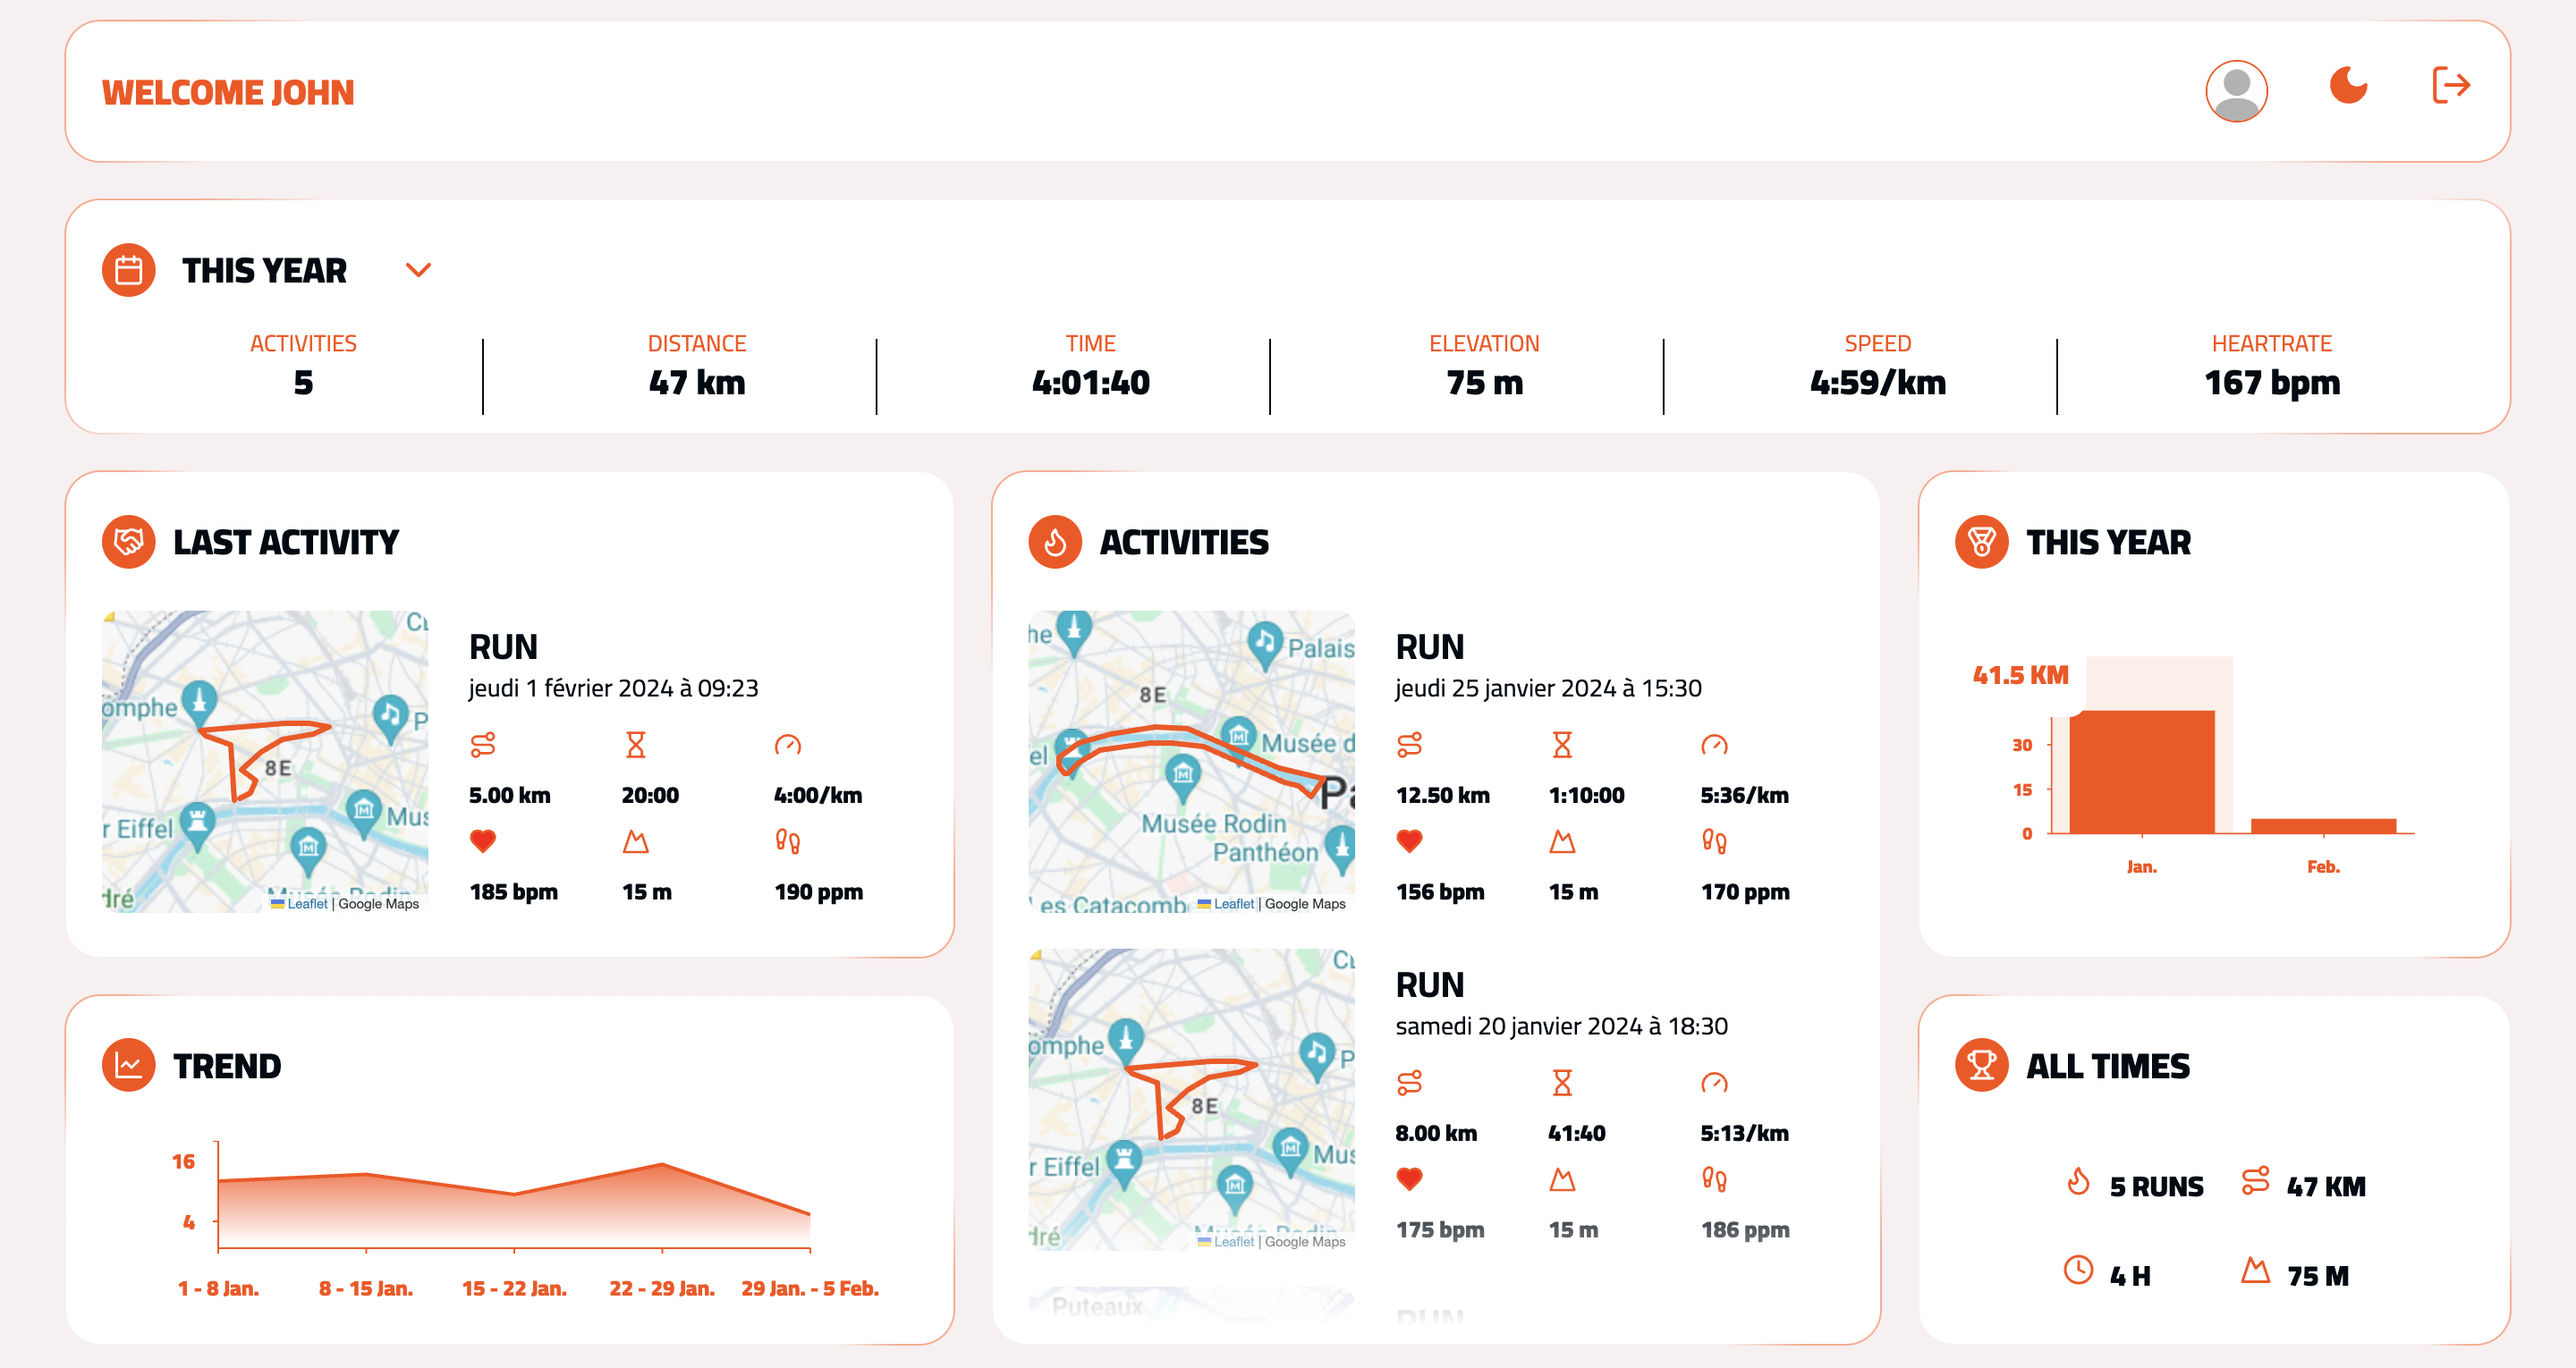 WELCOME JOHN
THIS YEAR
ACTIVITIES
5
DISTANCE
47 km
TIME
4:01:40
ELEVATION
75 m
SPEED
4:59/km
HEARTRATE
167 bpm
LAST ACTIVITY
omphe
8E
r Eiffel
Mus
dré
Leaflet | Google Maps
RUN
jeudi 1 février 2024 à 09:23
5.00 km
20:00
4:00/km
185 bpm
15 m
190 ppm
TREND
16
4
1 - 8 Jan.
8 - 15 Jan.
15 - 22 Jan.
22 - 29 Jan.
29 Jan. - 5 Feb.
ACTIVITIES
he
Palais
8E
el
Musée d
Pa
Musée Rodin
Panthéon
es Catacombe
Leaflet | Google Maps
RUN
jeudi 25 janvier 2024 à 15:30
12.50 km
1:10:00
5:36/km
156 bpm
15 m
170 ppm
omphe
8E
r Eiffel
Mus
dré
Musée Rodin
Leaflet | Google Maps
RUN
samedi 20 janvier 2024 à 18:30
8.00 km
41:40
5:13/km
175 bpm
15 m
186 ppm
Puteaux
RUN
THIS YEAR
41.5 KM
30
15
0
Jan.
Feb.
ALL TIMES
5 RUNS
47 KM
4 H
75 M